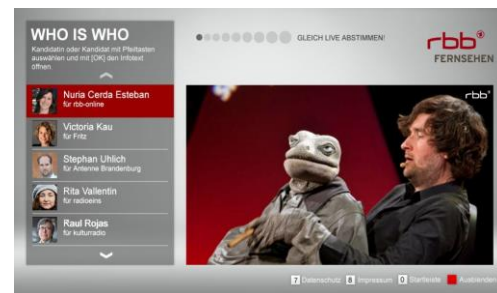 WHO IS WHO
Kandidatin oder Kandidat mit Pfeiltasten
auswählen und mit [OK] den Infotext
öffnen.
GLEICH LIVE ABSTIMMEN!
rbb
FERNSEHEN
Nuria Cerda Esteban
für rbb-online
Victoria Kau
für Fritz
Stephan Uhlich
für Antenne Brandenburg
Rita Vallentin
für radioeins
Raul Rojas
für kulturradio
rbb
7 Datenschutz 8 Impressum 0 Startleiste Ausblenden